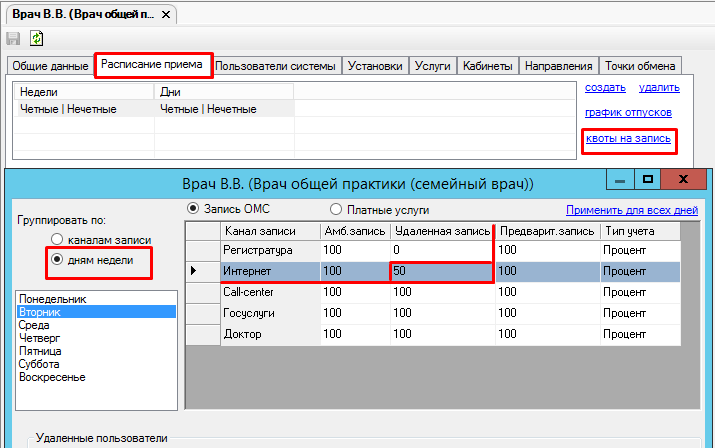 Врач В.В. (Врач общей п...
Общие данные Расписание приема Пользователи системы Установки Услуги Кабинеты Направления Точки обмена
Недели Дни
Четные | Нечетные Четные | Нечетные
создать удалить
график отпусков
квоты на запись
Врач В.В. (Врач общей практики (семейный врач))
Группировать по:
каналам записи
дням недели
Понедельник
Вторник
Среда
Четверг
Пятница
Суббота
Воскресенье
Запись ОМС Платные услуги Применить для всех дней
Канал записи Амб.запись Удаленная запись Предварит.запись Тип учета
Регистратура 100 0 100 Процент
Интернет 100 50 100 Процент
Call-center 100 100 100 Процент
Госуслуги 100 100 100 Процент
Доктор 100 100 100 Процент
Удаленные пользователи